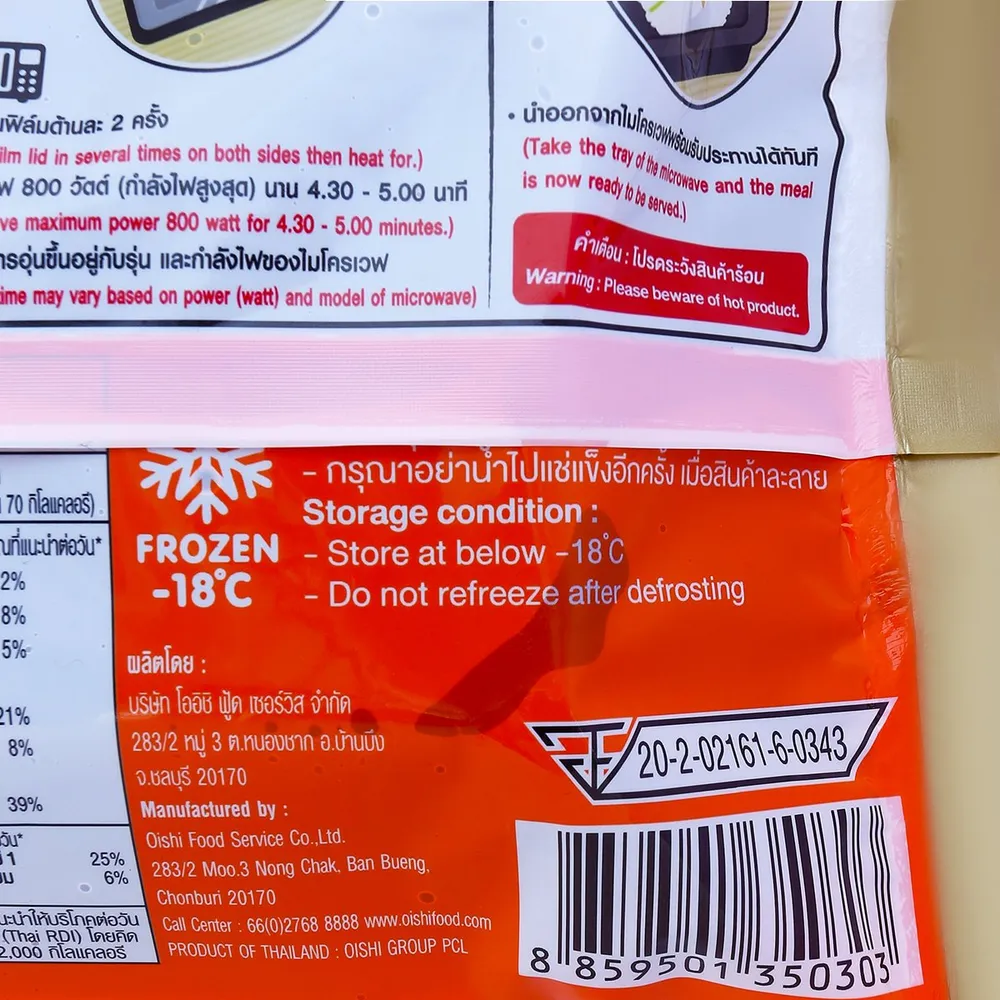 ฟิล์มด้านละ 2 ครั้ง
ilm lid in several times on both sides then heat for.)
ฟ 800 วัตต์ (กำลังไฟสูงสุด) นาน 4.30 - 5.00 นาที
ve maximum power 800 watt for 4.30 - 5.00 minutes.)
ารอุ่นขึ้นอยู่กับรุ่น และกำลังไฟของไมโครเวฟ
time may vary based on power (watt) and model of microwave)
• นำออกจากไมโครเวฟพร้อมรับประทานได้ทันที
(Take the tray of the microwave and the meal
is now ready to be served.)
คำเตือน : โปรดระวังสินค้าร้อน
Warning : Please beware of hot product.
70 กิโลแคลอรี)
ณที่แนะนำต่อวัน*
2%
8%
5%
21%
8%
39%
วัน*
1 25%
6%
นะนำให้บริโภคต่อวัน
(Thai RDI) โดยคิด
2,000 กิโลแคลอรี
FROZEN
-18°C
- กรุณาอย่านำไปแช่แข็งอีกครั้ง เมื่อสินค้าละลาย
Storage condition :
- Store at below -18°C
- Do not refreeze after defrosting
ผลิตโดย :
บริษัท โออิชิ ฟู้ด เซอร์วิส จำกัด
283/2 หมู่ 3 ต.หนองชาก อ.บ้านบึง
จ.ชลบุรี 20170
Manufactured by :
Oishi Food Service Co.,Ltd.
283/2 Moo.3 Nong Chak, Ban Bueng,
Chonburi 20170
Call Center : 66(0)2768 8888 www.oishifood.com
PRODUCT OF THAILAND : OISHI GROUP PCL
20-2-02161-6-0343
8 859501 350303